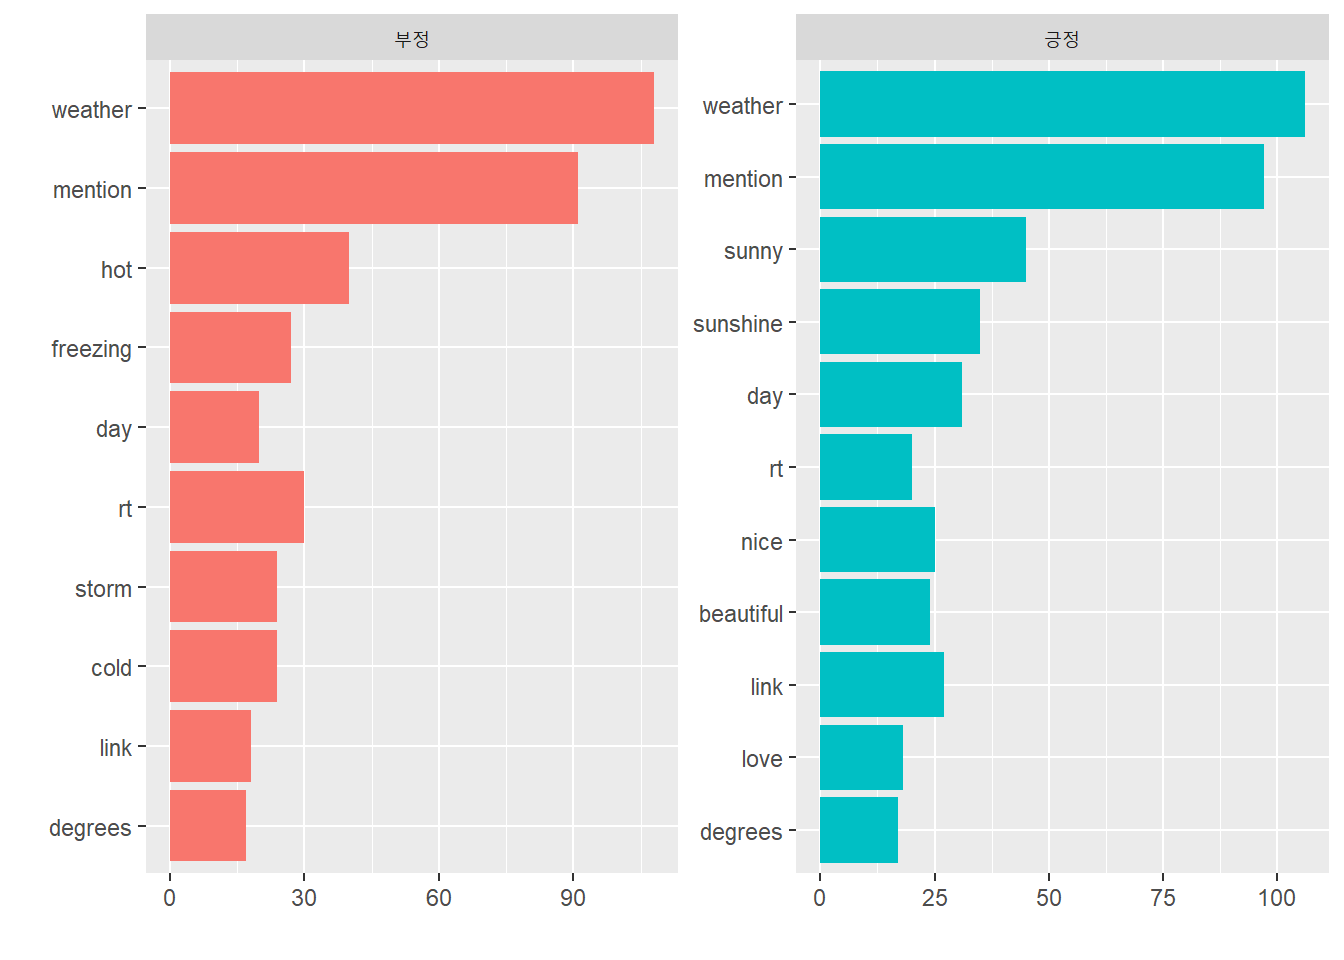 부정
weather
mention
hot
freezing
day
rt
storm
cold
link
degrees
0 30 60 90
긍정
weather
mention
sunny
sunshine
day
rt
nice
beautiful
link
love
degrees
0 25 50 75 100